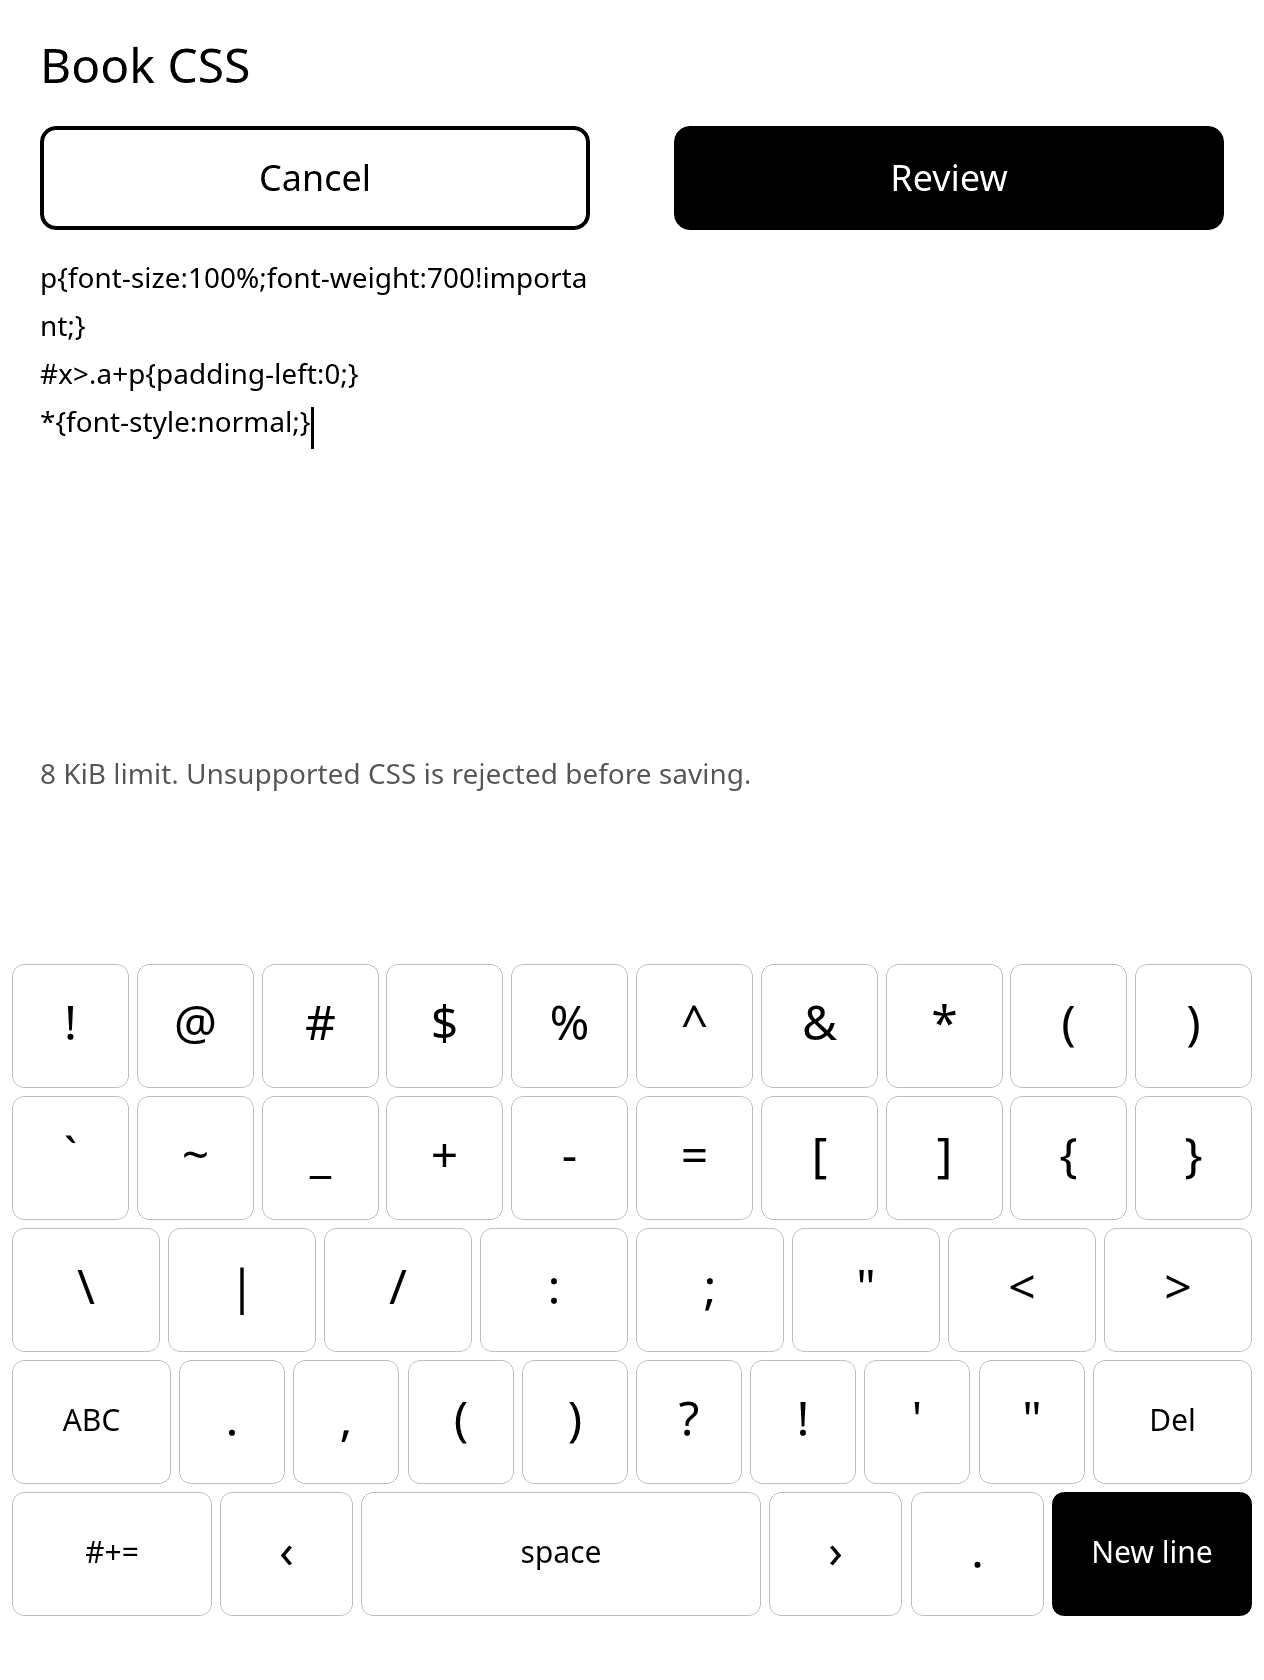 Book CSS
Cancel Review
p{font-size:100%;font-weight:700!importa
nt;}
#x>.a+p{padding-left:0;}
*{font-style:normal;}
8 KiB limit. Unsupported CSS is rejected before saving.
! @ # $ % ^ & * ( )
` ~ _ + - = [ ] { }
\ | / : ; " < >
ABC . , ( ) ? ! ' " Del
#+= ‹ space › . New line